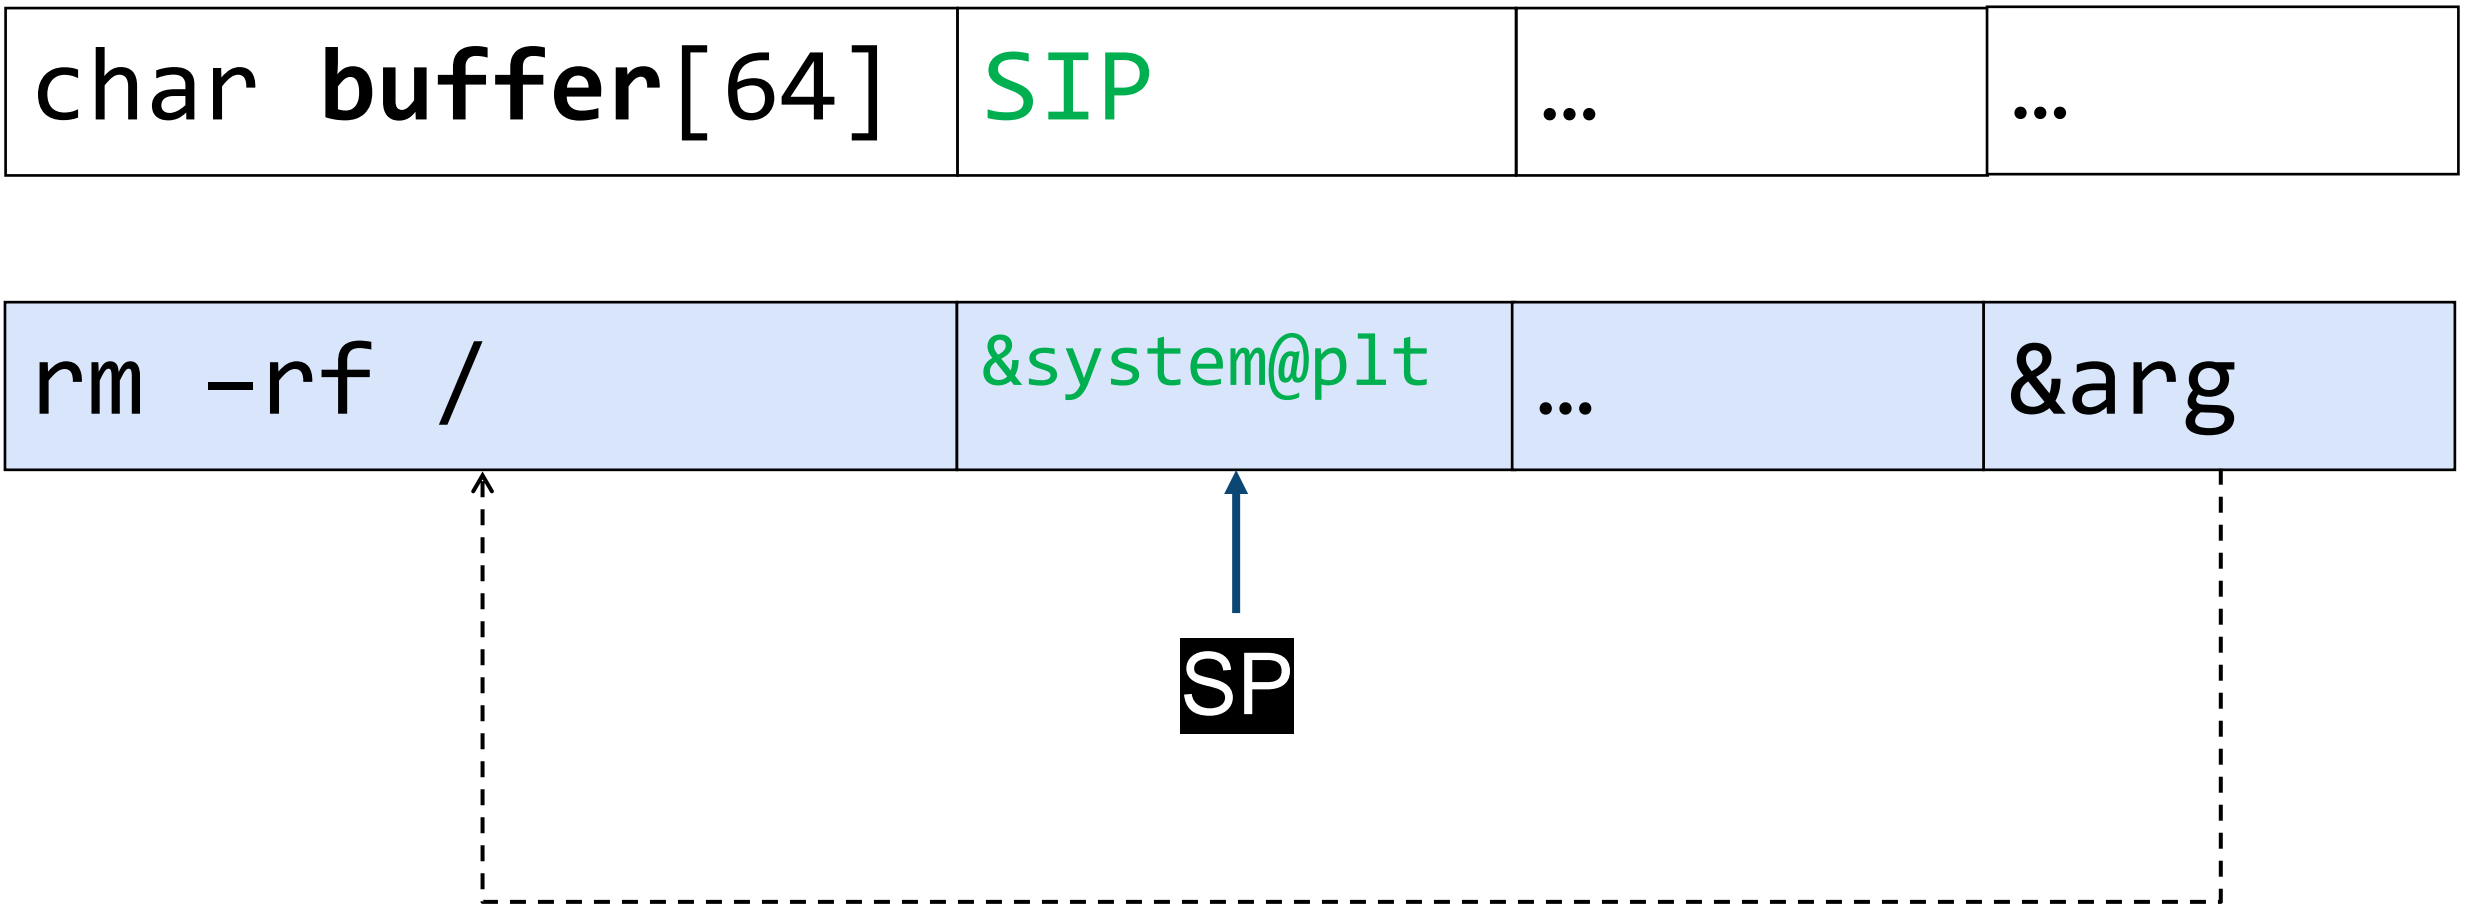 char buffer[64] SIP … …
rm –rf / &system@plt … &arg
SP